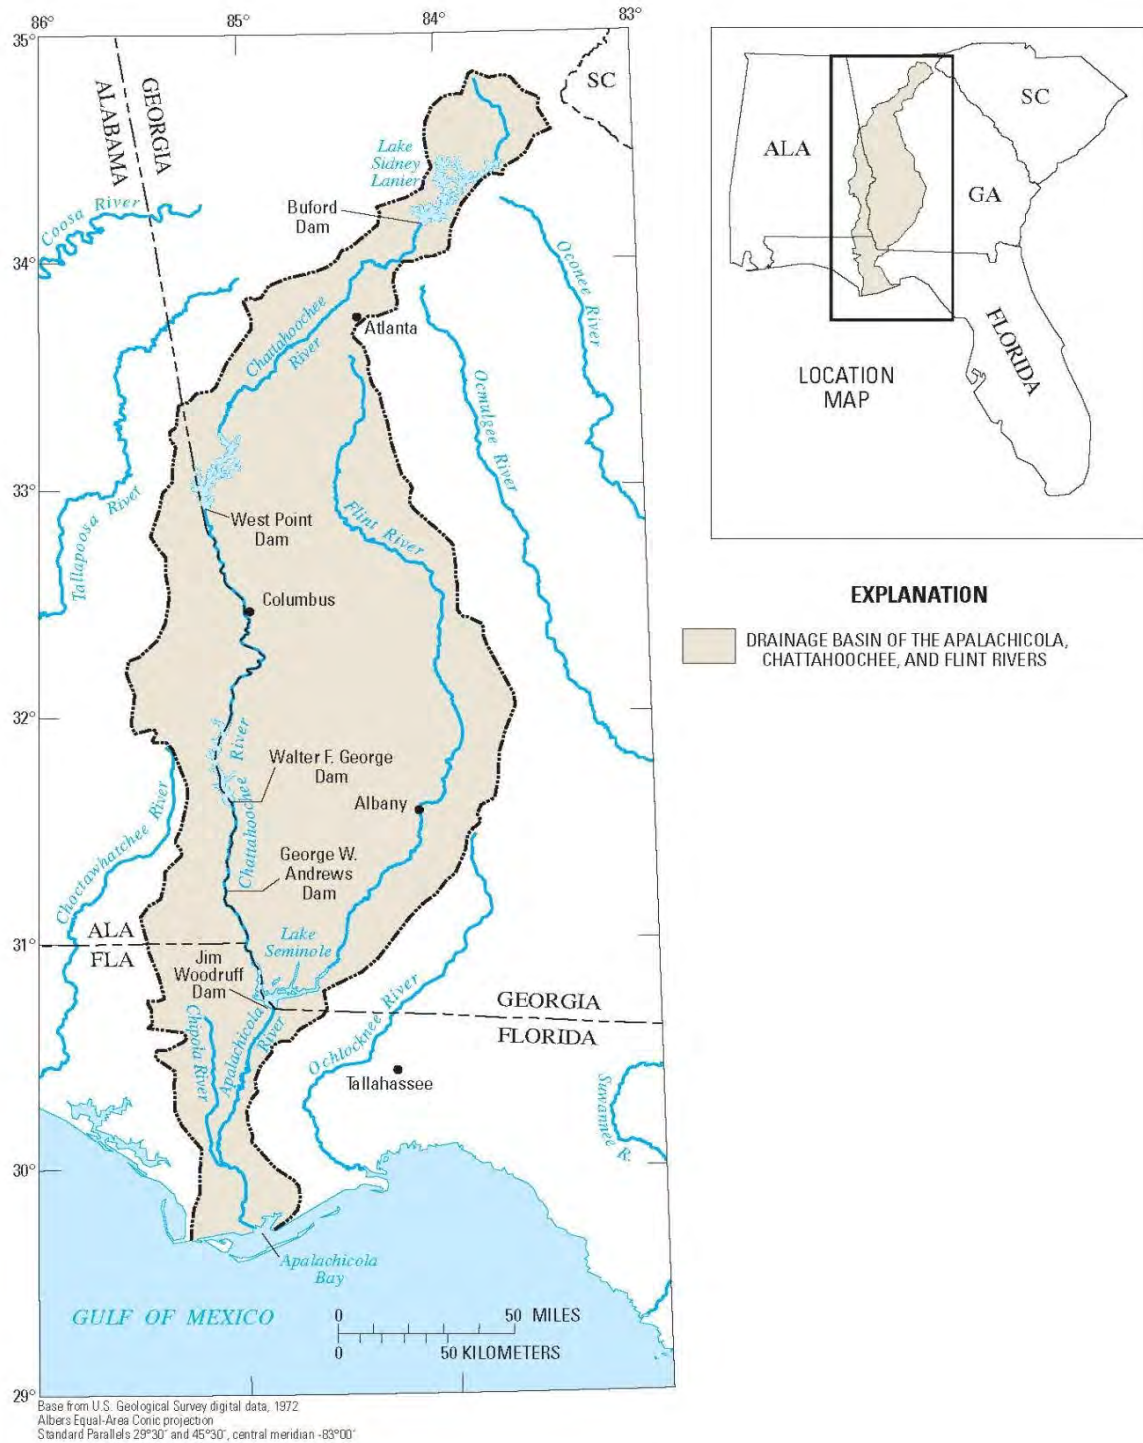 86°
85°
84°
83°
35°
GEORGIA
ALABAMA
SC
Lake
Sidney
Lanier
Buford
Dam
Coosa River
34°
Chattahoochee
River
Atlanta
Oconee River
Ocmulgee River
33°
Tallapoosa River
West Point
Dam
Flint River
Columbus
32°
Chattahoochee River
Walter F. George
Dam
Albany
Choctawhatchee River
George W.
Andrews
Dam
31°
ALA
FLA
Lake
Seminole
Jim
Woodruff
Dam
GEORGIA
FLORIDA
Chipola River
Apalachicola
River
Ochlocknee River
Tallahassee
Suwannee R.
30°
Apalachicola
Bay
GULF OF MEXICO
0 50 MILES
0 50 KILOMETERS
29°
Base from U.S. Geological Survey digital data, 1972
Albers Equal-Area Conic projection
Standard Parallels 29°30' and 45°30', central meridian -83°00'
ALA
GA
SC
FLORIDA
LOCATION
MAP
EXPLANATION
DRAINAGE BASIN OF THE APALACHICOLA,
CHATTAHOOCHEE, AND FLINT RIVERS